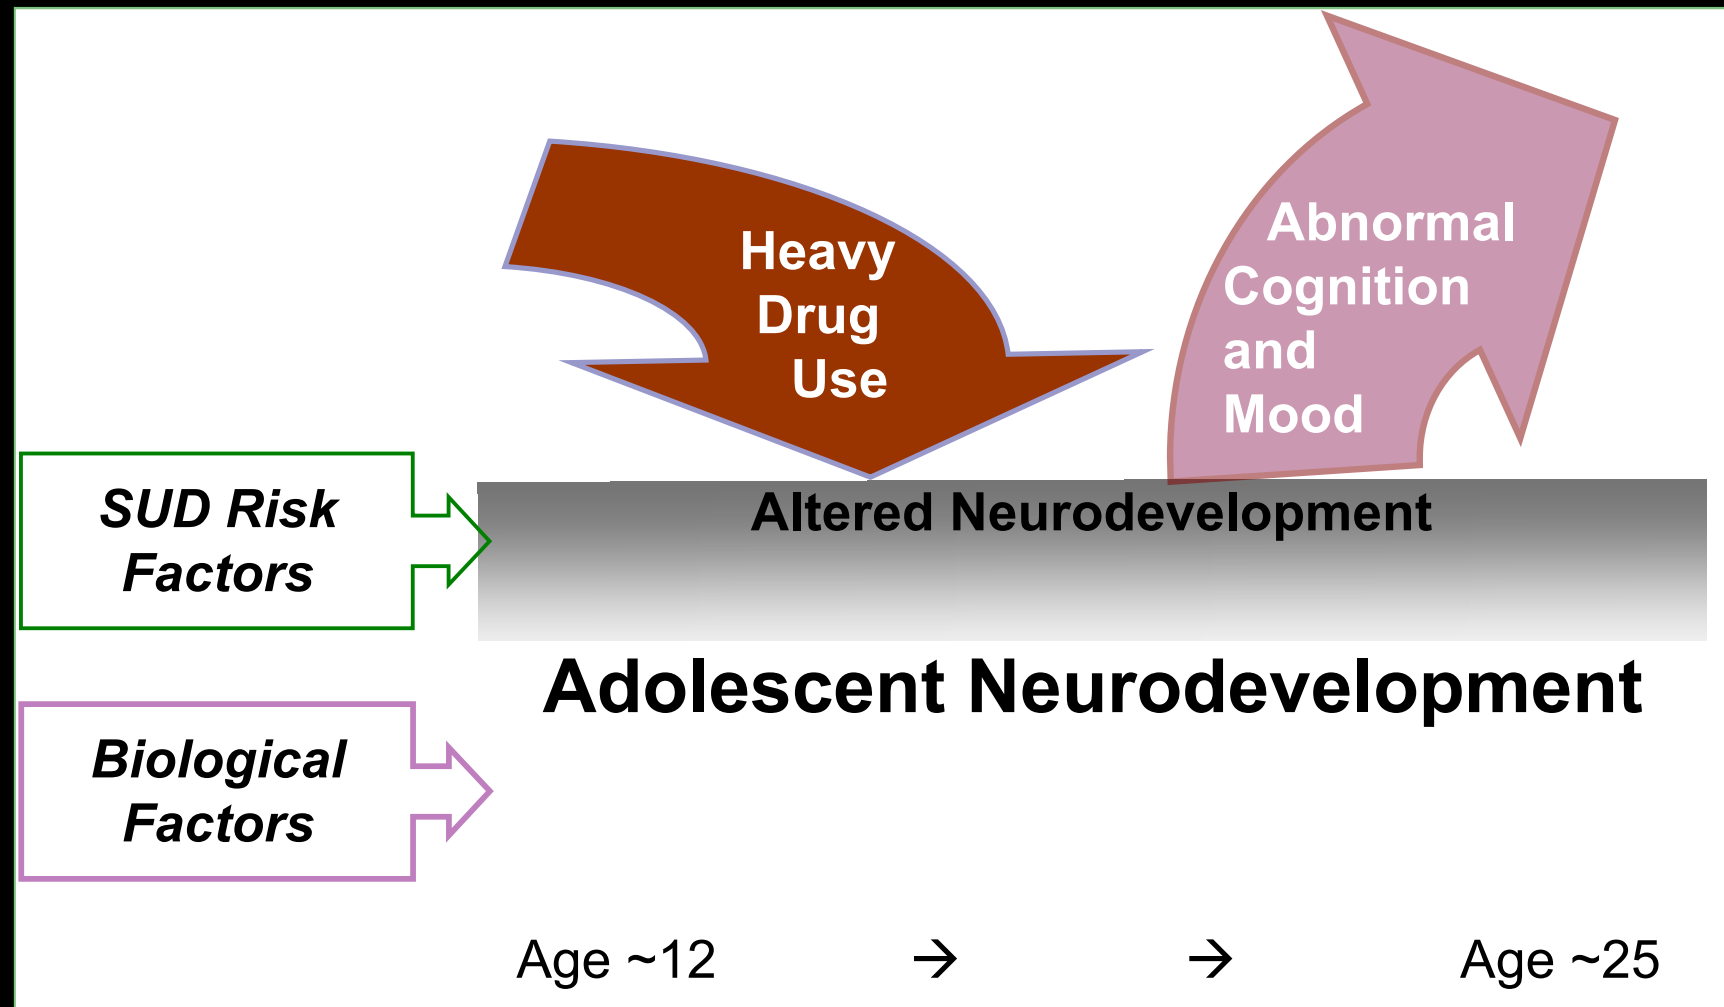 Heavy
Drug
Use
Abnormal
Cognition
and
Mood
SUD Risk
Factors
Altered Neurodevelopment
Adolescent Neurodevelopment
Biological
Factors
Age ~12 → → Age ~25